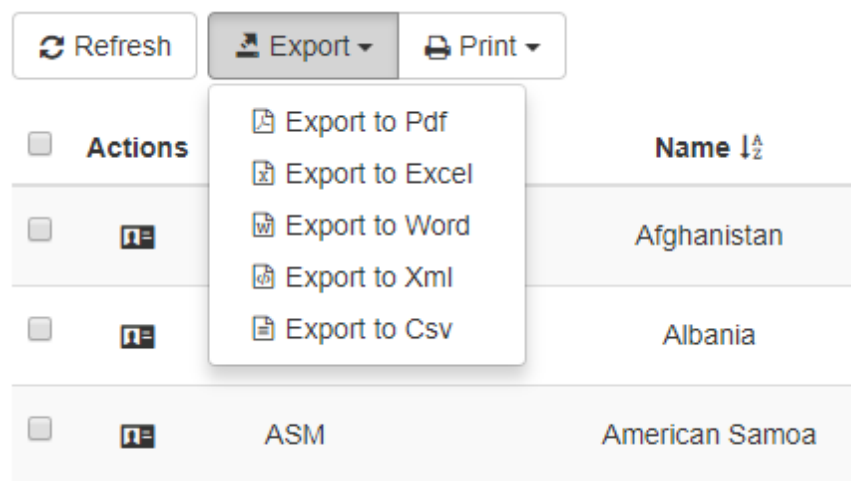 Refresh Export Print
Export to Pdf
Actions Name
Export to Excel
Export to Word
Afghanistan
Export to Xml
Export to Csv
Albania
ASM American Samoa